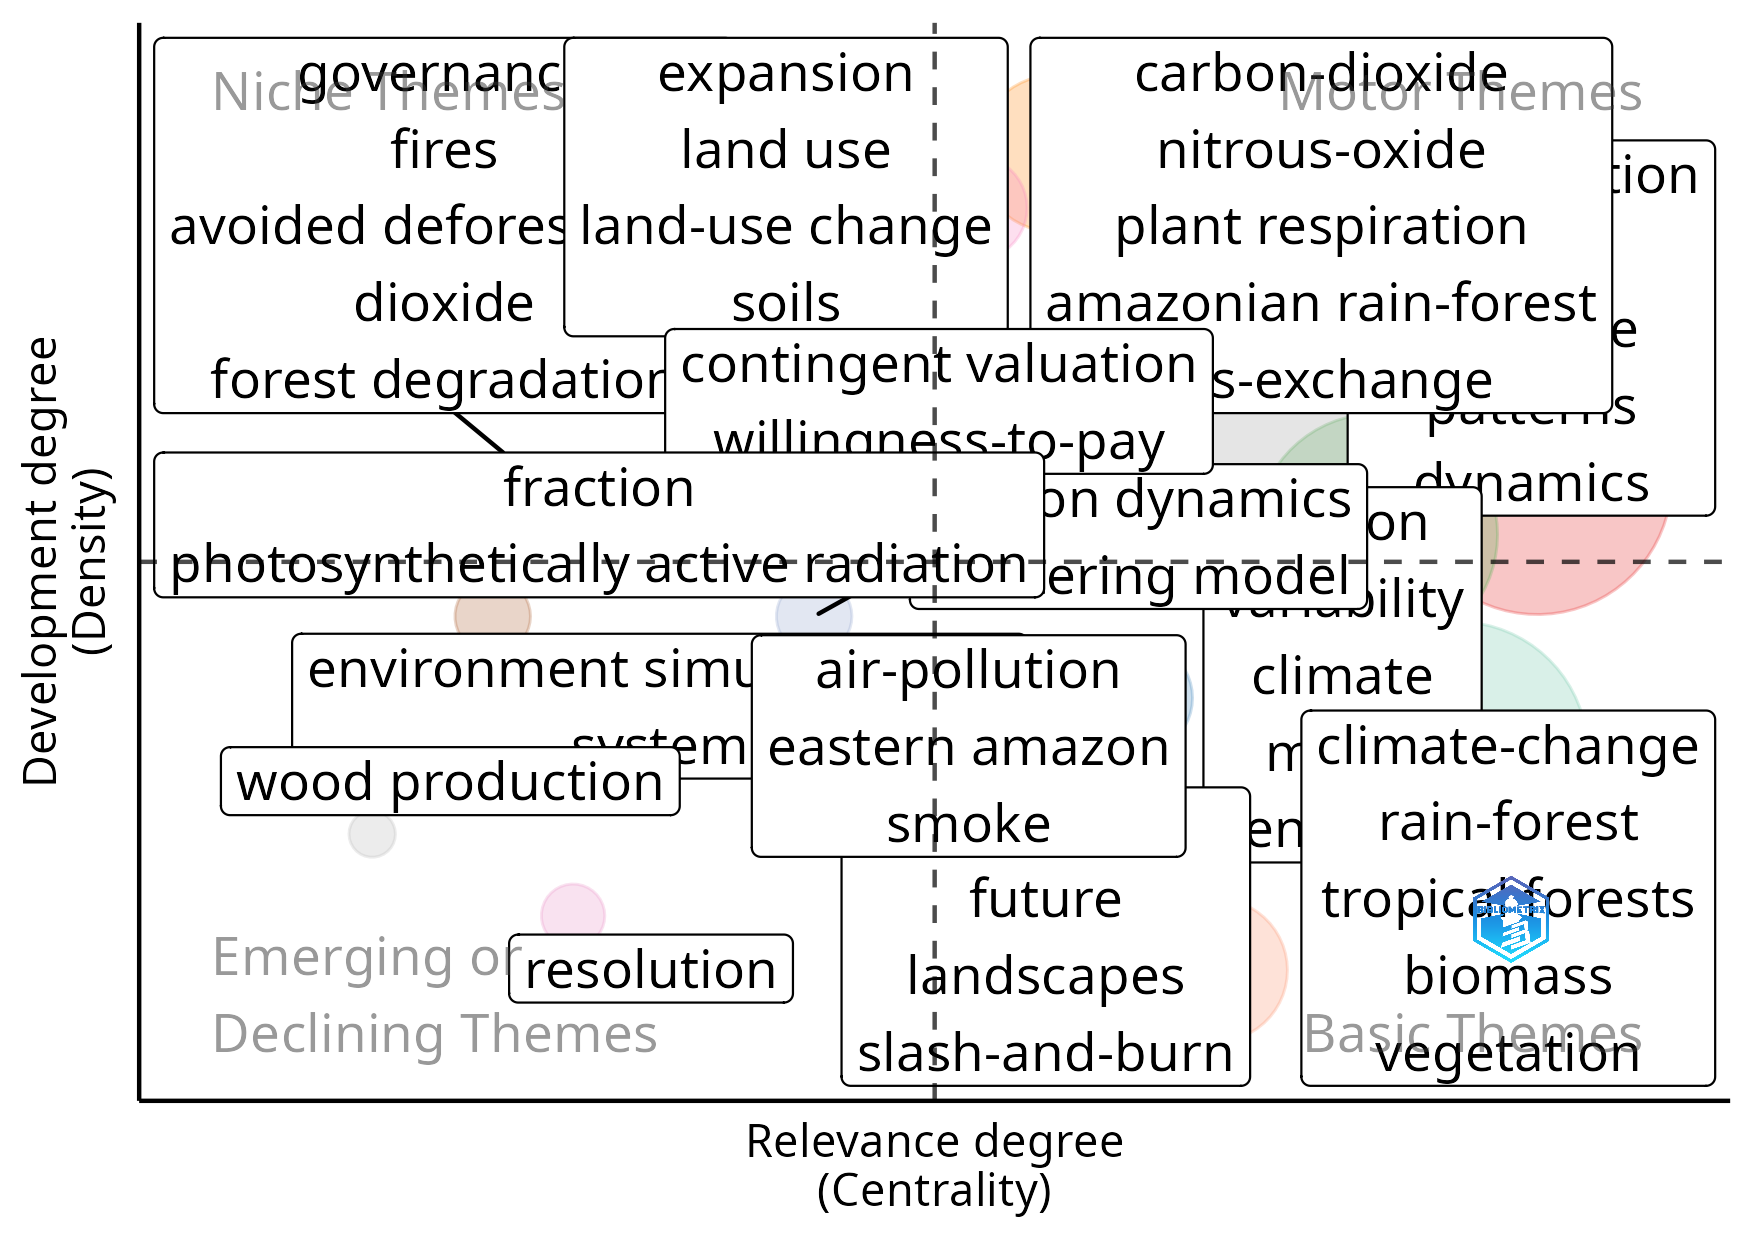 Niche Themes
governanc
fires
avoided defores
dioxide
forest degradation
expansion
land use
land-use change
soils
Motor Themes
carbon-dioxide
nitrous-oxide
plant respiration
amazonian rain-forest
s-exchange
tion
e
patterns
dynamics
contingent valuation
willingness-to-pay
fraction
photosynthetically active radiation
on dynamics
ering model
on
variability
climate
m
en
environment simu
system
wood production
air-pollution
eastern amazon
smoke
future
landscapes
slash-and-burn
climate-change
rain-forest
tropical forests
biomass
vegetation
BIBLIOMETRIX
Basic Themes
resolution
Emerging or
Declining Themes
Development degree
(Density)
Relevance degree
(Centrality)